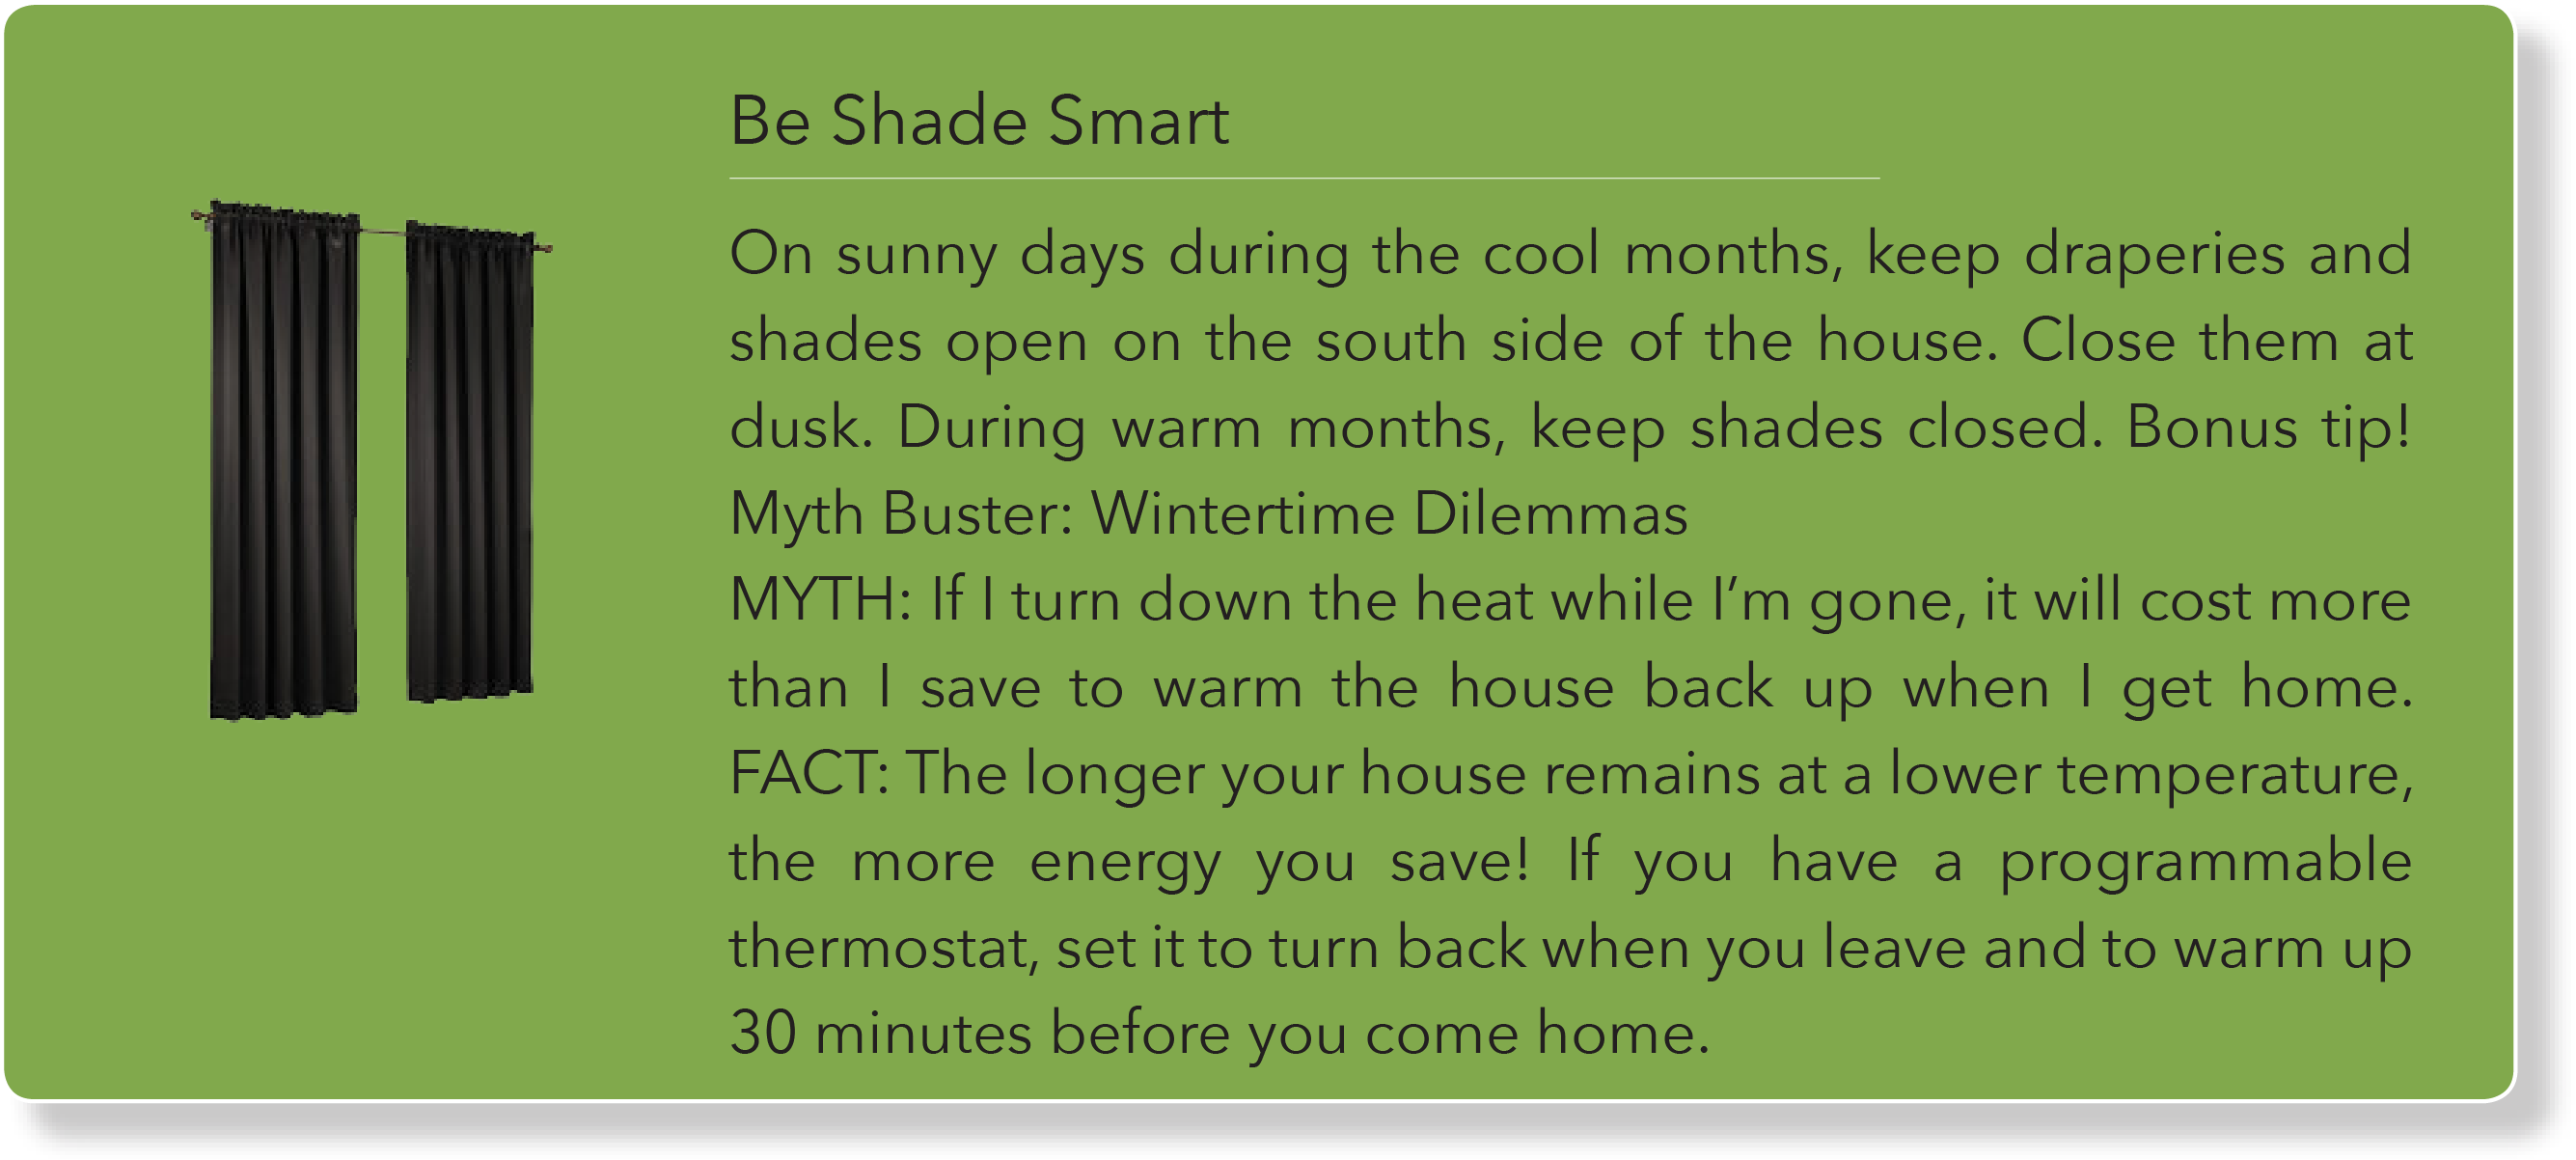 Be Shade Smart
On sunny days during the cool months, keep draperies and
shades open on the south side of the house. Close them at
dusk. During warm months, keep shades closed. Bonus tip!
Myth Buster: Wintertime Dilemmas
MYTH: If I turn down the heat while I’m gone, it will cost more
than I save to warm the house back up when I get home.
FACT: The longer your house remains at a lower temperature,
the more energy you save! If you have a programmable
thermostat, set it to turn back when you leave and to warm up
30 minutes before you come home.